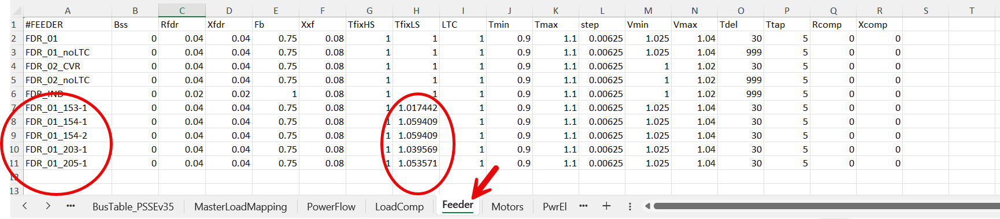 A B C D E F G H I J K L M N O P Q R S T
1 #FEEDER Bss Rfdr Xfdr Fb Xxf TfixHS TfixLS LTC Tmin Tmax step Vmin Vmax Tdel Ttap Rcomp Xcomp
2 FDR_01 0 0.04 0.04 0.75 0.08 1 1 1 0.9 1.1 0.00625 1.025 1.04 30 5 0 0
3 FDR_01_noLTC 0 0.04 0.04 0.75 0.08 1 1 1 0.9 1.1 0.00625 1.025 1.04 999 5 0 0
4 FDR_02_CVR 0 0.04 0.04 0.75 0.08 1 1 1 0.9 1.1 0.00625 1 1.02 30 5 0 0
5 FDR_02_noLTC 0 0.04 0.04 0.75 0.08 1 1 1 0.9 1.1 0.00625 1 1.02 999 5 0 0
6 FDR_IND 0 0.02 0.02 1 0.08 1 1 1 0.9 1.1 0.00625 1 1.02 999 5 0 0
7 FDR_01_153-1 0 0.04 0.04 0.75 0.08 1 1.017442 1 0.9 1.1 0.00625 1.025 1.04 30 5 0 0
8 FDR_01_154-1 0 0.04 0.04 0.75 0.08 1 1.059409 1 0.9 1.1 0.00625 1.025 1.04 30 5 0 0
9 FDR_01_154-2 0 0.04 0.04 0.75 0.08 1 1.059409 1 0.9 1.1 0.00625 1.025 1.04 30 5 0 0
10 FDR_01_203-1 0 0.04 0.04 0.75 0.08 1 1.039569 1 0.9 1.1 0.00625 1.025 1.04 30 5 0 0
11 FDR_01_205-1 0 0.04 0.04 0.75 0.08 1 1.053571 1 0.9 1.1 0.00625 1.025 1.04 30 5 0 0
12
13
BusTable_PSSEv35 MasterLoadMapping PowerFlow LoadComp Feeder Motors PwrEl